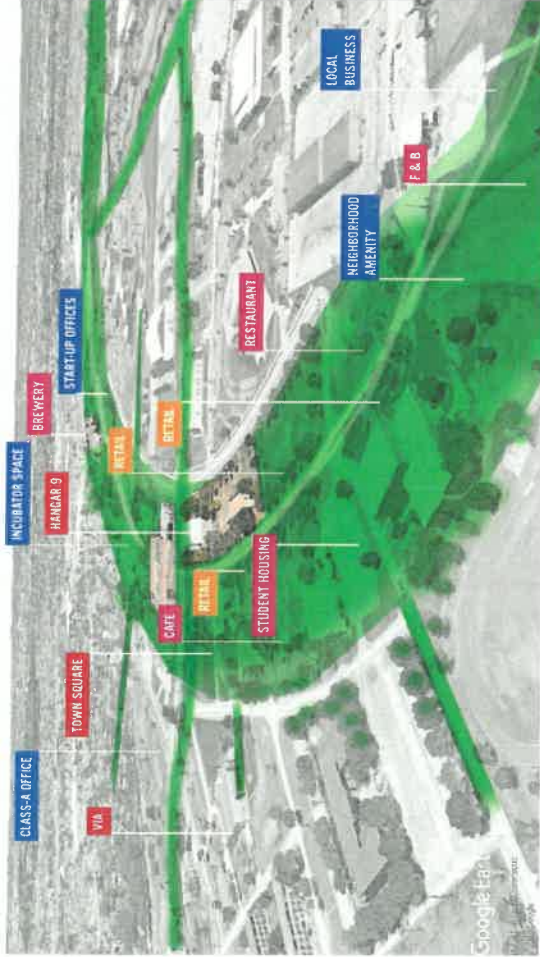 CLASS-A OFFICE
INCUBATOR SPACE
BREWERY
HANGAR 9
START-UP OFFICES
TOWN SQUARE
VIA
RETAIL
CAFE
RETAIL
RETAIL
RESTAURANT
STUDENT HOUSING
LOCAL
BUSINESS
NEIGHBORHOOD
AMENITY
F & B
Google